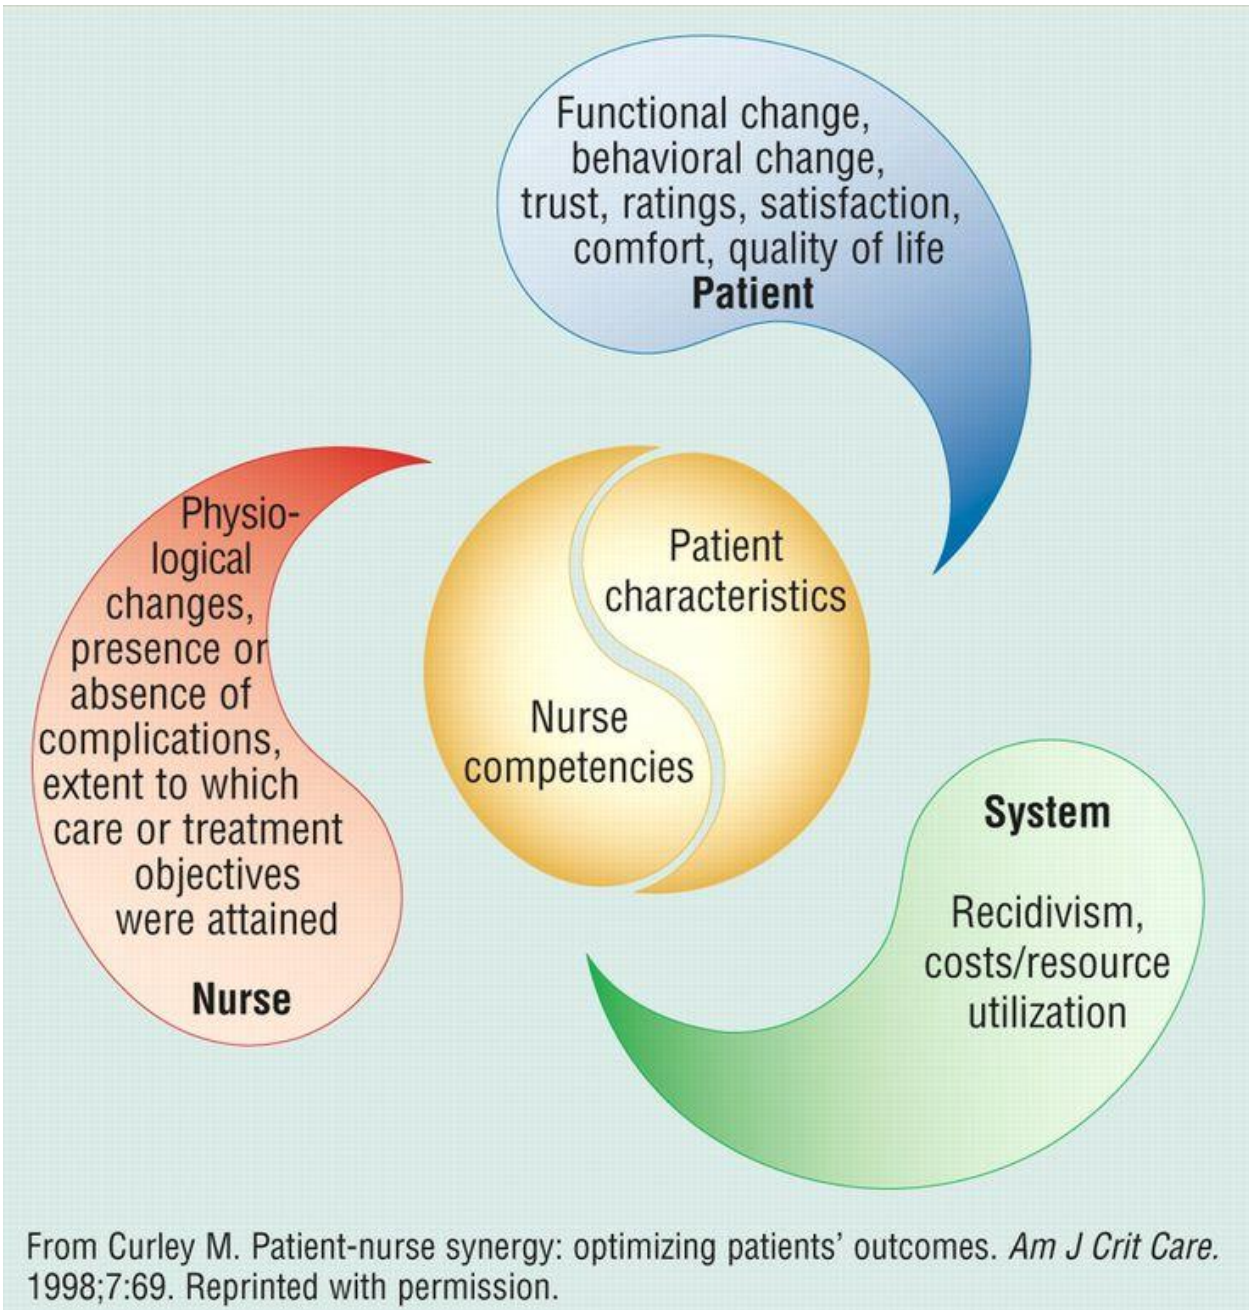 Functional change,
behavioral change,
trust, ratings, satisfaction,
comfort, quality of life
Patient
Physio-
logical
changes,
presence or
absence of
complications,
extent to which
care or treatment
objectives
were attained
Nurse
Patient
characteristics
Nurse
competencies
System
Recidivism,
costs/resource
utilization
From Curley M. Patient-nurse synergy: optimizing patients’ outcomes. Am J Crit Care.
1998;7:69. Reprinted with permission.